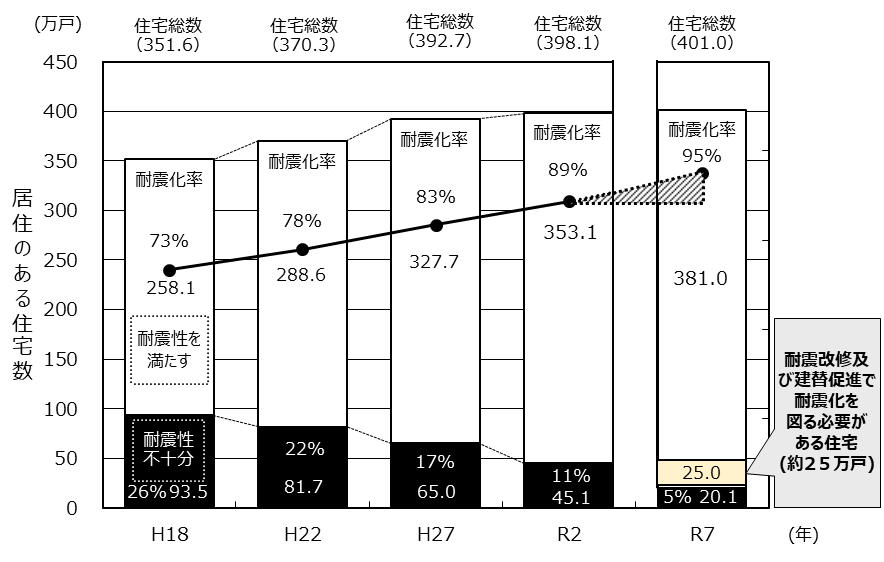 (万戸)
住宅総数
（351.6）
住宅総数
（370.3）
住宅総数
（392.7）
住宅総数
（398.1）
住宅総数
（401.0）
450
400
350
300
250
200
150
100
50
0
居住のある住宅数
耐震化率
73%
258.1
耐震性を
満たす
耐震性
不十分
26% 93.5
耐震化率
78%
288.6
22%
81.7
耐震化率
83%
327.7
17%
65.0
耐震化率
89%
353.1
11%
45.1
耐震化率
95%
381.0
25.0
5% 20.1
耐震改修及
び建替促進で
耐震化を
図る必要が
ある住宅
(約２５万戸)
H18
H22
H27
R2
R7
(年)